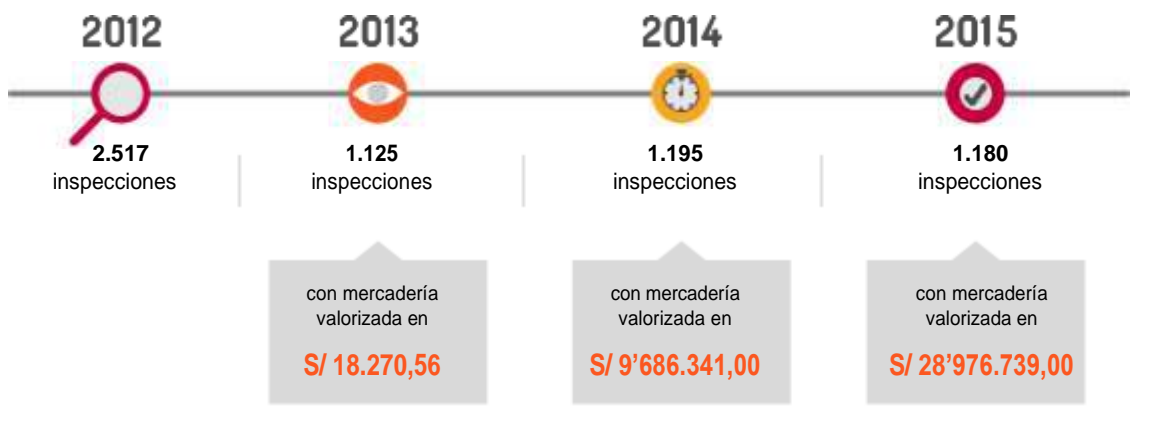 2012
2013
2014
2015
2.517
inspecciones
1.125
inspecciones
1.195
inspecciones
1.180
inspecciones
con mercadería
valorizada en
S/ 18.270,56
con mercadería
valorizada en
S/ 9’686.341,00
con mercadería
valorizada en
S/ 28’976.739,00